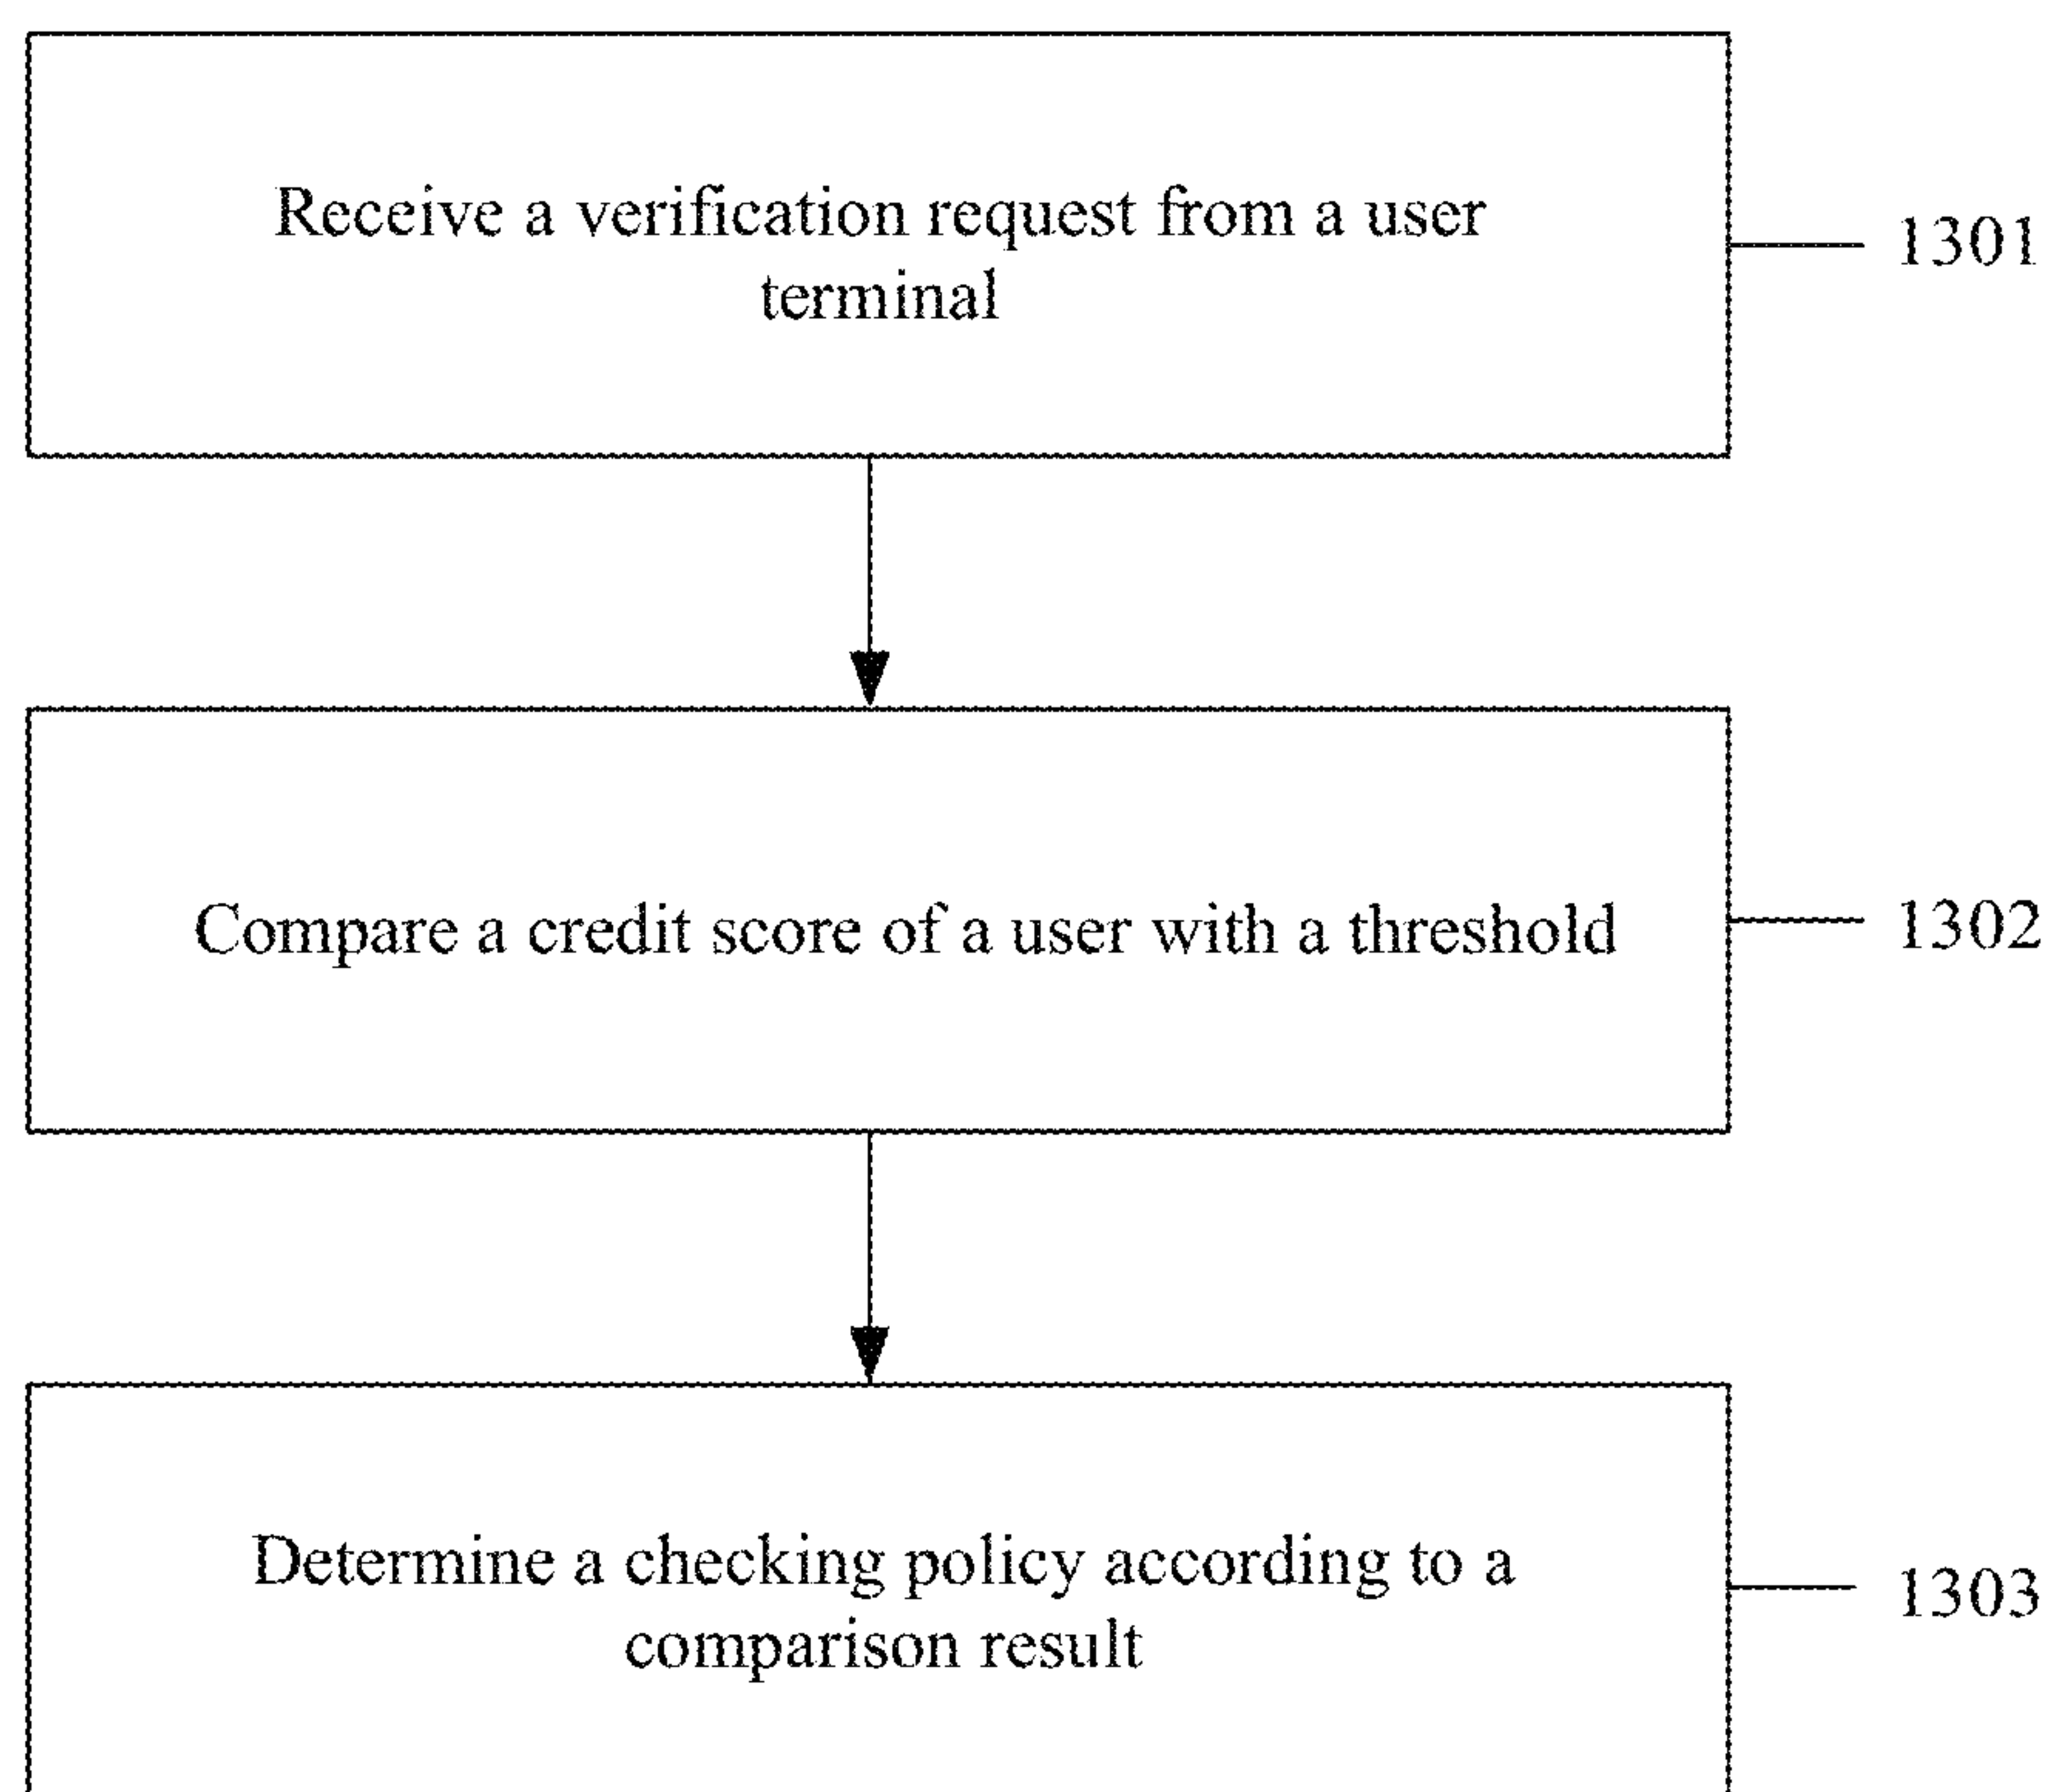 Receive a verification request from a user
terminal
1301
Compare a credit score of a user with a threshold
1302
Determine a checking policy according to a
comparison result
1303